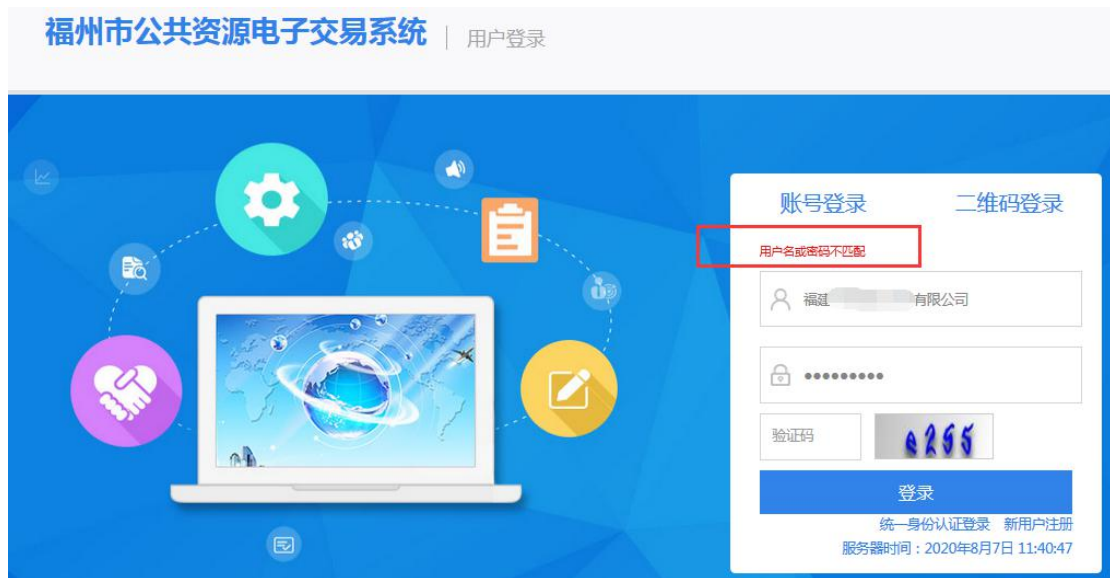 福州市公共资源电子交易系统 | 用户登录
账号登录 二维码登录
用户名或密码不匹配
福建 有限公司
验证码 e265
登录
统一身份认证登录 新用户注册
服务器时间：2020年8月7日 11:40:47